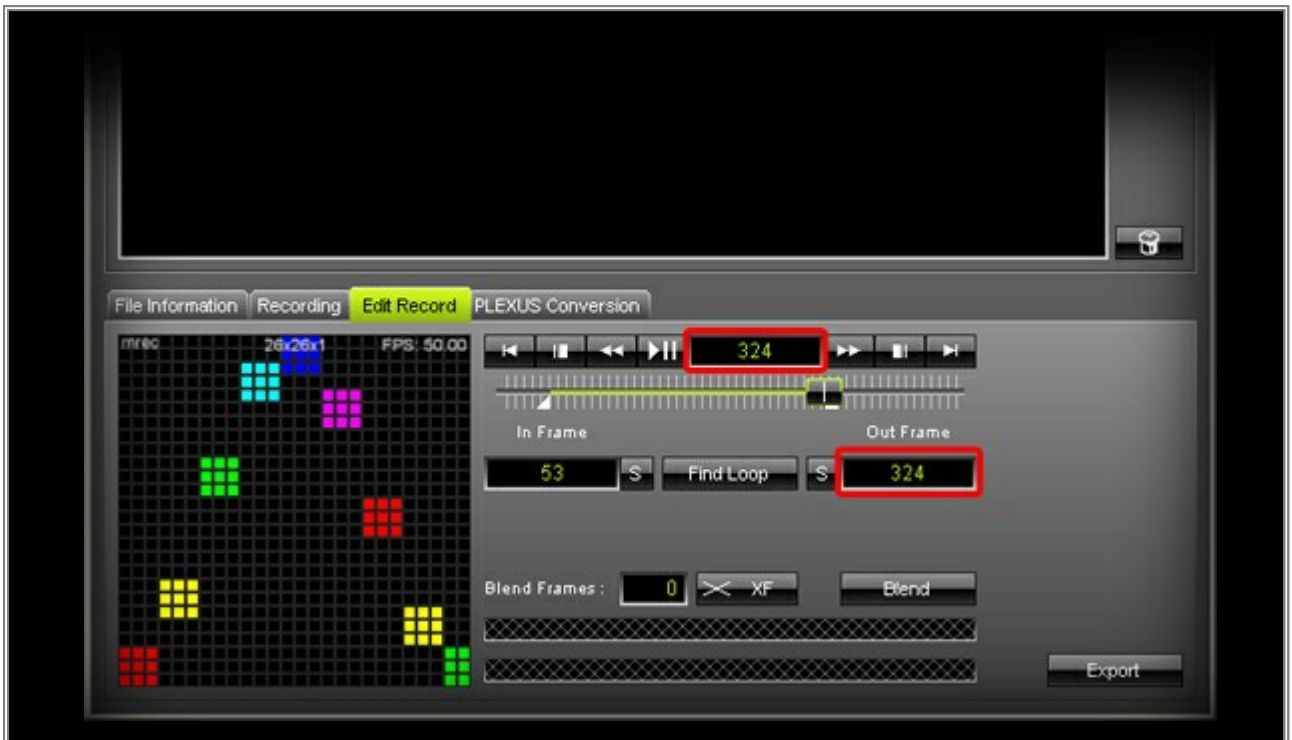 File Information Recording Edit Record PLEXUS Conversion
mrec 26x26x1 FPS: 50.00
324
In Frame Out Frame
53 S Find Loop S 324
Blend Frames: 0 XF Blend
Export